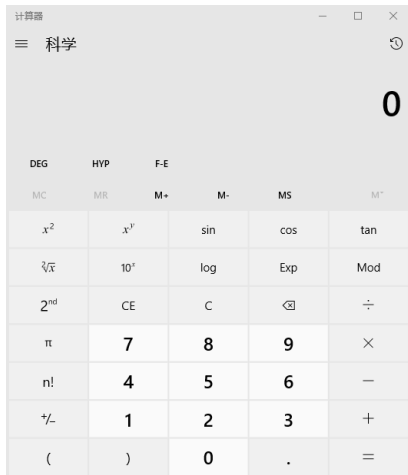 计算器
科学
0
DEG HYP F-E
MC MR M+ M- MS M˅
x² xʸ sin cos tan
²√x 10ˣ log Exp Mod
2ⁿᵈ CE C ⌫ ÷
π 7 8 9 ×
n! 4 5 6 −
⁺/₋ 1 2 3 +
( ) 0 . =